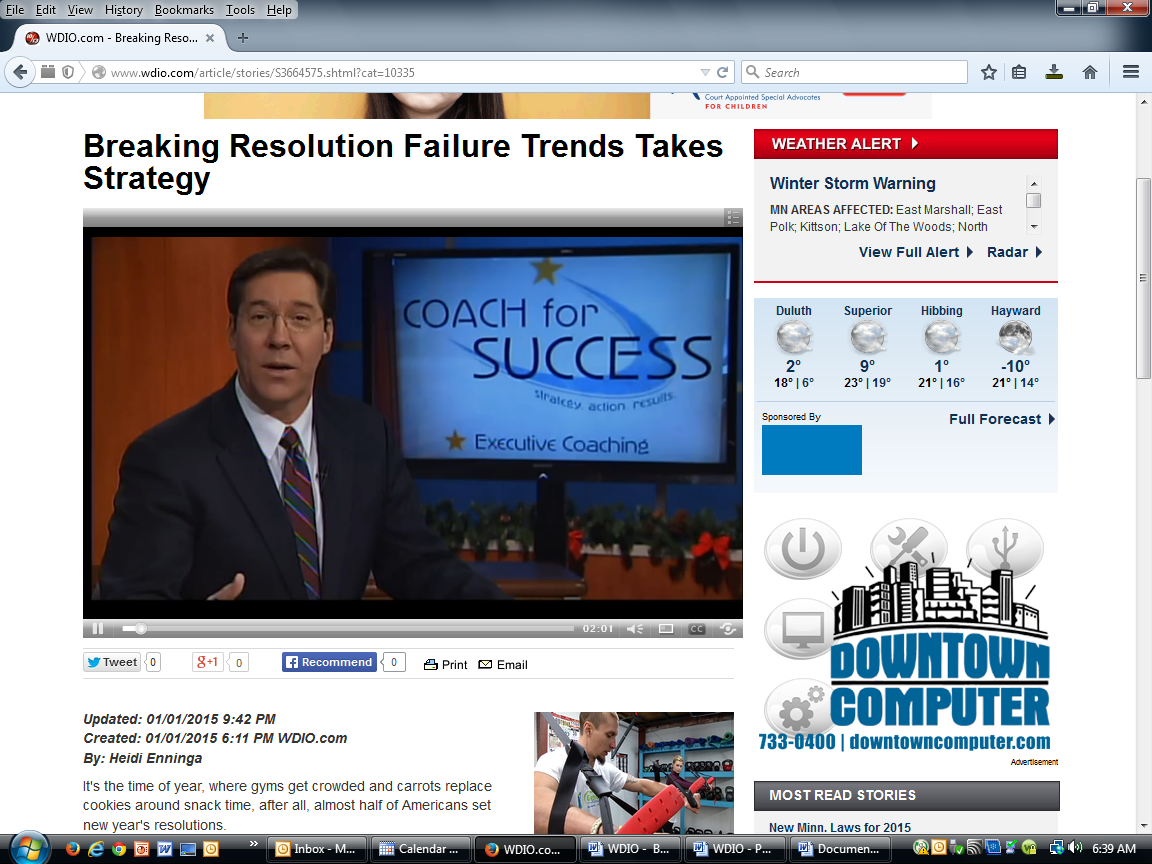 File Edit View History Bookmarks Tools Help
WDIO.com - Breaking Reso...
www.wdio.com/article/stories/S3664575.shtml?cat=10335
Search
Court Appointed Special Advocates
FOR CHILDREN
Breaking Resolution Failure Trends Takes
Strategy
COACH for
SUCCESS
strategy. action. results.
Executive Coaching
02:01
CC
Tweet 0
g+1 0
Recommend 0
Print
Email
Updated: 01/01/2015 9:42 PM
Created: 01/01/2015 6:11 PM WDIO.com
By: Heidi Enninga
It's the time of year, where gyms get crowded and carrots replace
cookies around snack time, after all, almost half of Americans set
new year's resolutions.
WEATHER ALERT
Winter Storm Warning
MN AREAS AFFECTED: East Marshall; East
Polk; Kittson; Lake Of The Woods; North
View Full Alert Radar
Duluth Superior Hibbing Hayward
2° 9° 1° -10°
18° | 6° 23° | 19° 21° | 16° 21° | 14°
Sponsored By
Full Forecast
DOWNTOWN
COMPUTER
733-0400 | downtowncomputer.com
Advertisement
MOST READ STORIES
New Minn. Laws for 2015
Inbox - M...
Calendar ...
WDIO.co...
WDIO - B...
WDIO - P...
Documen...
6:39 AM